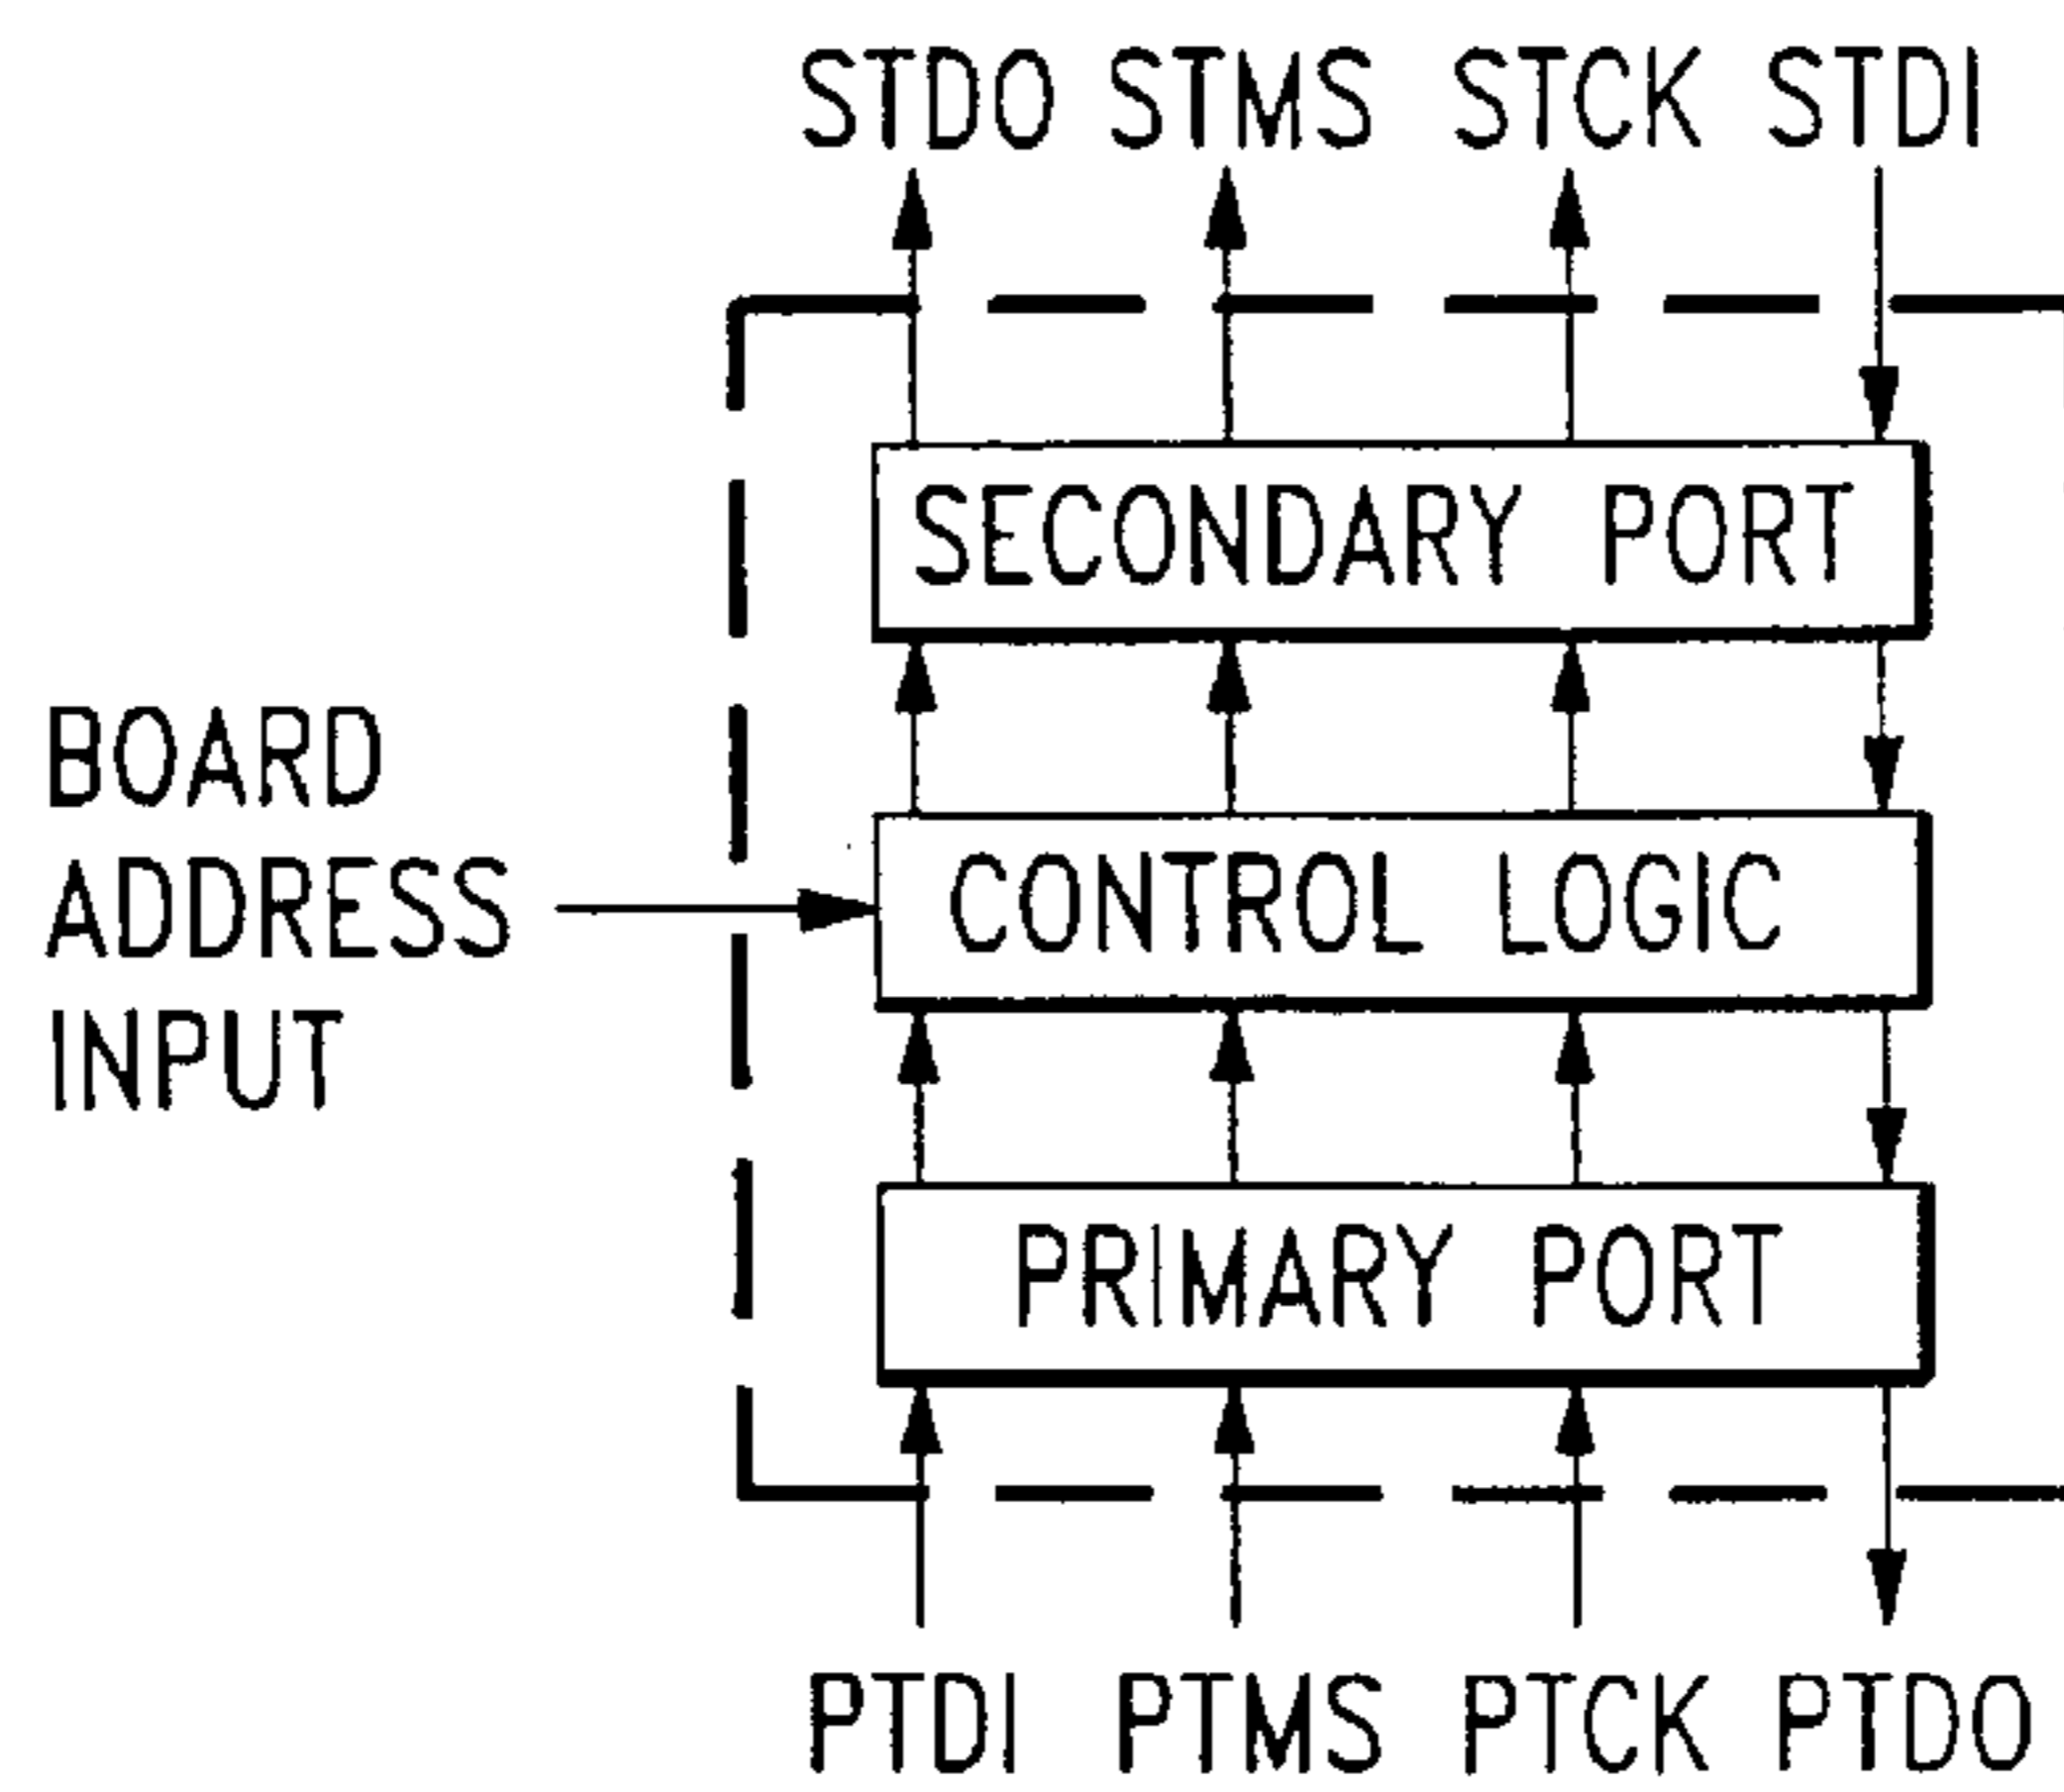 STDO STMS STCK STDI
SECONDARY PORT
BOARD
ADDRESS
INPUT
CONTROL LOGIC
PRIMARY PORT
PTDI PTMS PTCK PTDO